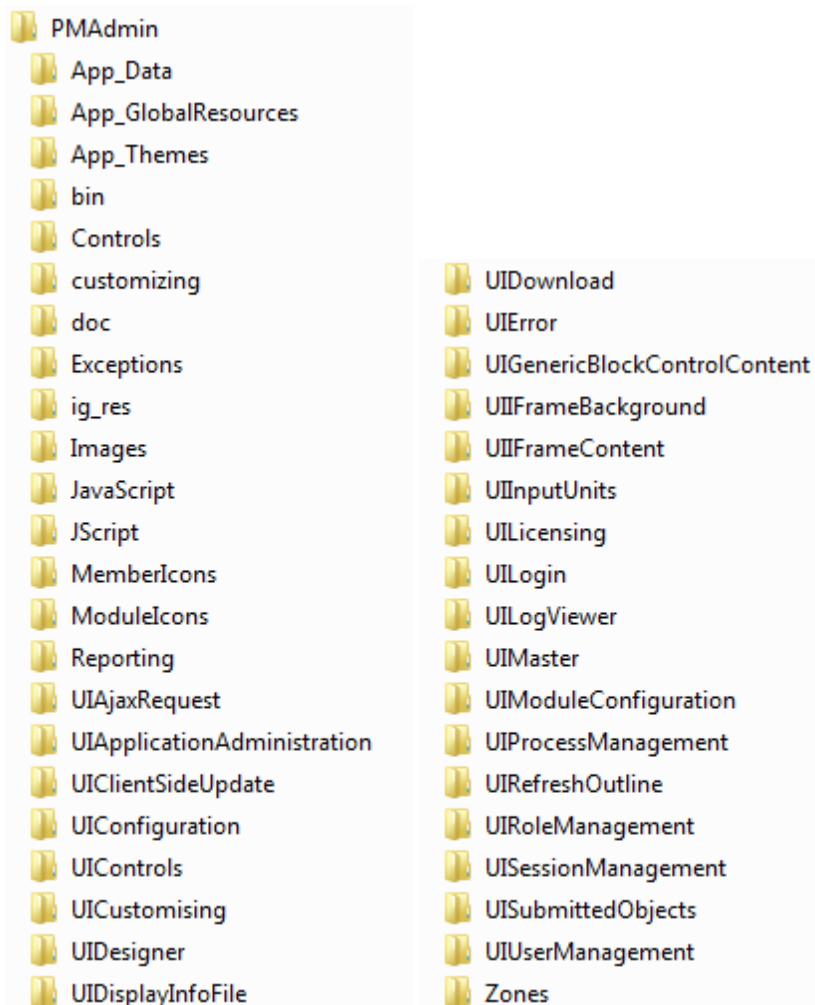 PMAdmin
App_Data
App_GlobalResources
App_Themes
bin
Controls
customizing
doc
Exceptions
ig_res
Images
JavaScript
JScript
MemberIcons
ModuleIcons
Reporting
UIAjaxRequest
UIApplicationAdministration
UIClientSideUpdate
UIConfiguration
UIControls
UICustomising
UIDesigner
UIDisplayInfoFile
UIDownload
UIError
UIGenericBlockControlContent
UIIFrameBackground
UIIFrameContent
UIInputUnits
UILicensing
UILogin
UILogViewer
UIMaster
UIModuleConfiguration
UIProcessManagement
UIRefreshOutline
UIRoleManagement
UISessionManagement
UISubmittedObjects
UIUserManagement
Zones